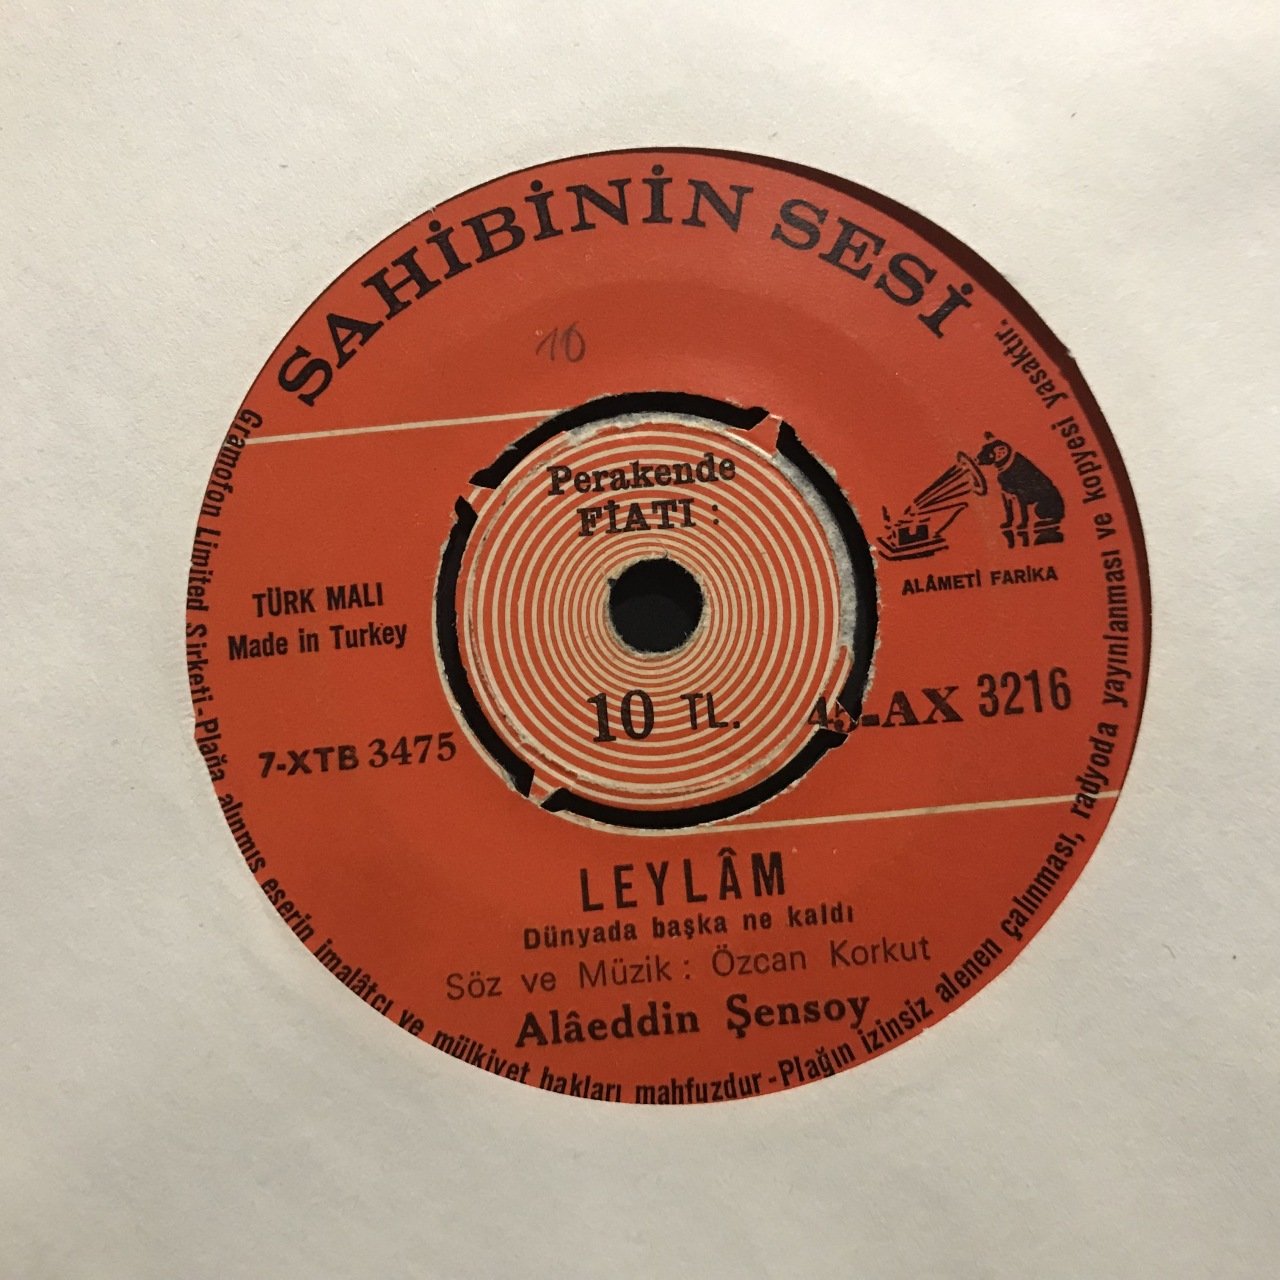 SAHİBİNİN SESİ
10
Perakende
FİATI :
10 TL.
ALÂMETİ FARİKA
TÜRK MALI
Made in Turkey
7-XTB 3475
45-AX 3216
LEYLÂM
Dünyada başka ne kaldı
Söz ve Müzik : Özcan Korkut
Alâeddin Şensoy
Gramofon Limited Şirketi - Plağa alınmış eserin imalâtçı ve mülkiyet hakları mahfuzdur - Plağın izinsiz alenen çalınması, radyoda yayınlanması ve kopyesi yasaktır.